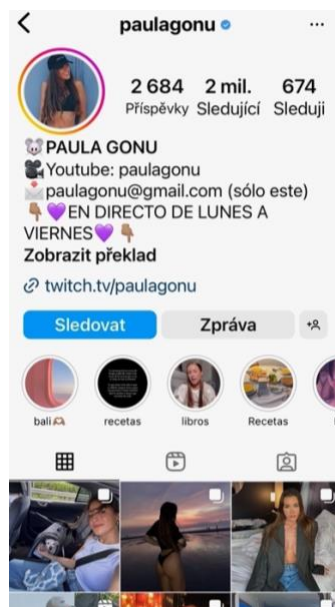 paulagonu
2 684 2 mil. 674
Příspěvky Sledující Sleduji
PAULA GONU
Youtube: paulagonu
paulagonu@gmail.com (sólo este)
EN DIRECTO DE LUNES A
VIERNES
Zobrazit překlad
twitch.tv/paulagonu
Sledovat Zpráva
bali recetas libros Recetas